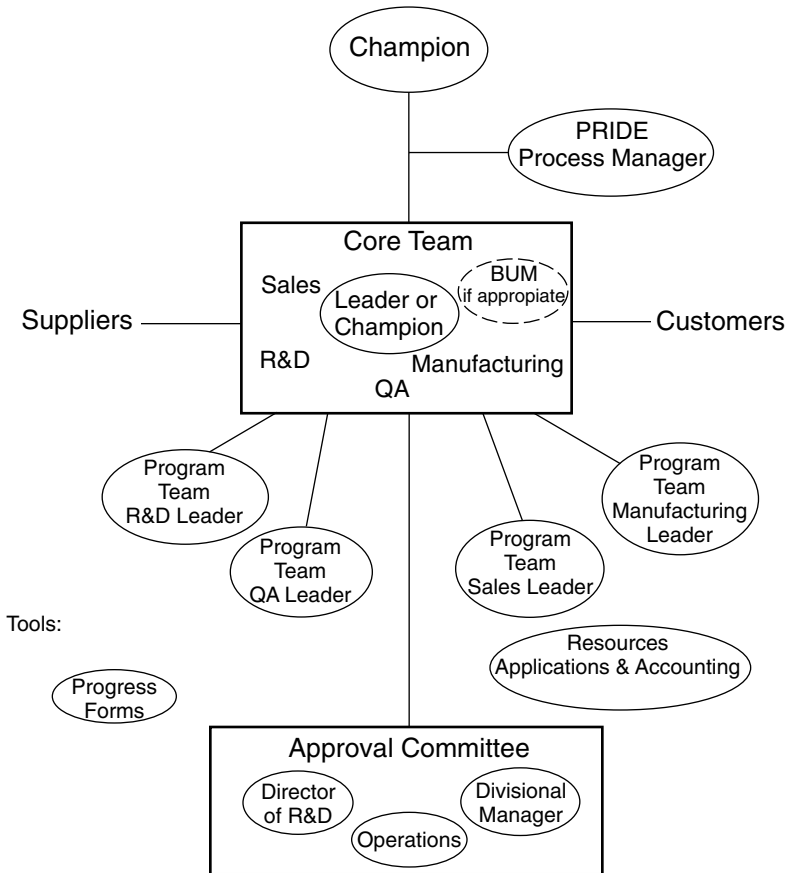 Champion
PRIDE
Process Manager
Core Team
Sales
BUM
if appropiate
Leader or
Champion
Suppliers
Customers
R&D
Manufacturing
QA
Program
Team
R&D Leader
Program
Team
QA Leader
Program
Team
Sales Leader
Program
Team
Manufacturing
Leader
Tools:
Resources
Applications & Accounting
Progress
Forms
Approval Committee
Director
of R&D
Divisional
Manager
Operations